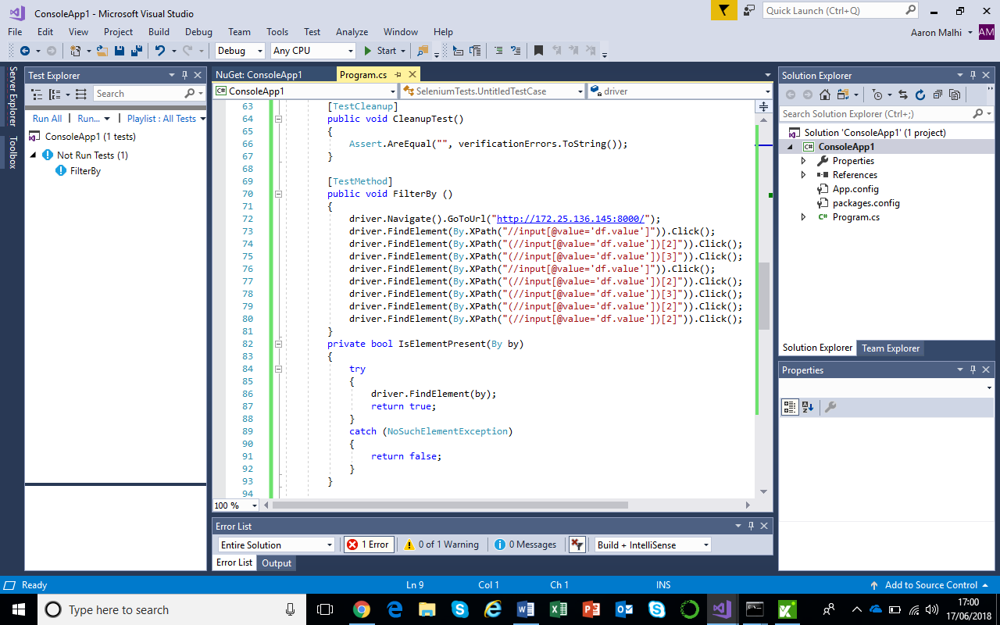 ConsoleApp1 - Microsoft Visual Studio
Quick Launch (Ctrl+Q)
File Edit View Project Build Debug Team Tools Test Analyze Window Help
Aaron Malhi AM
Debug Any CPU Start
Server Explorer
Toolbox
Test Explorer
Search
Run All | Run... | Playlist : All Tests
ConsoleApp1 (1 tests)
Not Run Tests (1)
FilterBy
NuGet: ConsoleApp1 Program.cs
C# ConsoleApp1 SeleniumTests.UntitledTestCase driver
63 [TestCleanup]
64 public void CleanupTest()
65 {
66 Assert.AreEqual("", verificationErrors.ToString());
67 }
68
69 [TestMethod]
70 public void FilterBy ()
71 {
72 driver.Navigate().GoToUrl("http://172.25.136.145:8000/");
73 driver.FindElement(By.XPath("//input[@value='df.value']")).Click();
74 driver.FindElement(By.XPath("(//input[@value='df.value'])[2]")).Click();
75 driver.FindElement(By.XPath("(//input[@value='df.value'])[3]")).Click();
76 driver.FindElement(By.XPath("//input[@value='df.value']")).Click();
77 driver.FindElement(By.XPath("(//input[@value='df.value'])[2]")).Click();
78 driver.FindElement(By.XPath("(//input[@value='df.value'])[3]")).Click();
79 driver.FindElement(By.XPath("(//input[@value='df.value'])[2]")).Click();
80 driver.FindElement(By.XPath("(//input[@value='df.value'])[2]")).Click();
81 }
82 private bool IsElementPresent(By by)
83 {
84 try
85 {
86 driver.FindElement(by);
87 return true;
88 }
89 catch (NoSuchElementException)
90 {
91 return false;
92 }
93 }
94
100 %
Solution Explorer
Search Solution Explorer (Ctrl+;)
Solution 'ConsoleApp1' (1 project)
C# ConsoleApp1
Properties
References
App.config
packages.config
C# Program.cs
Solution Explorer Team Explorer
Properties
Error List
Entire Solution 1 Error 0 of 1 Warning 0 Messages Build + IntelliSense
Error List Output
Ready Ln 9 Col 1 Ch 1 INS Add to Source Control
Type here to search
17:00
17/06/2018